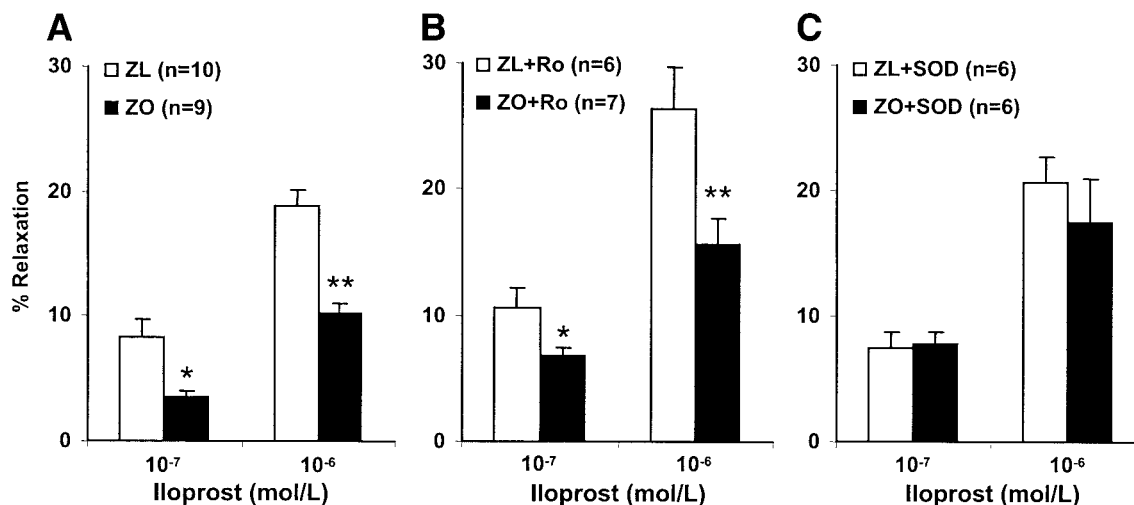 A
B
C
30
ZL (n=10)
ZO (n=9)
20
10
0
% Relaxation
*
**
10-7
10-6
Iloprost (mol/L)
30
ZL+Ro (n=6)
ZO+Ro (n=7)
20
10
0
*
**
10-7
10-6
Iloprost (mol/L)
30
ZL+SOD (n=6)
ZO+SOD (n=6)
20
10
0
10-7
10-6
Iloprost (mol/L)